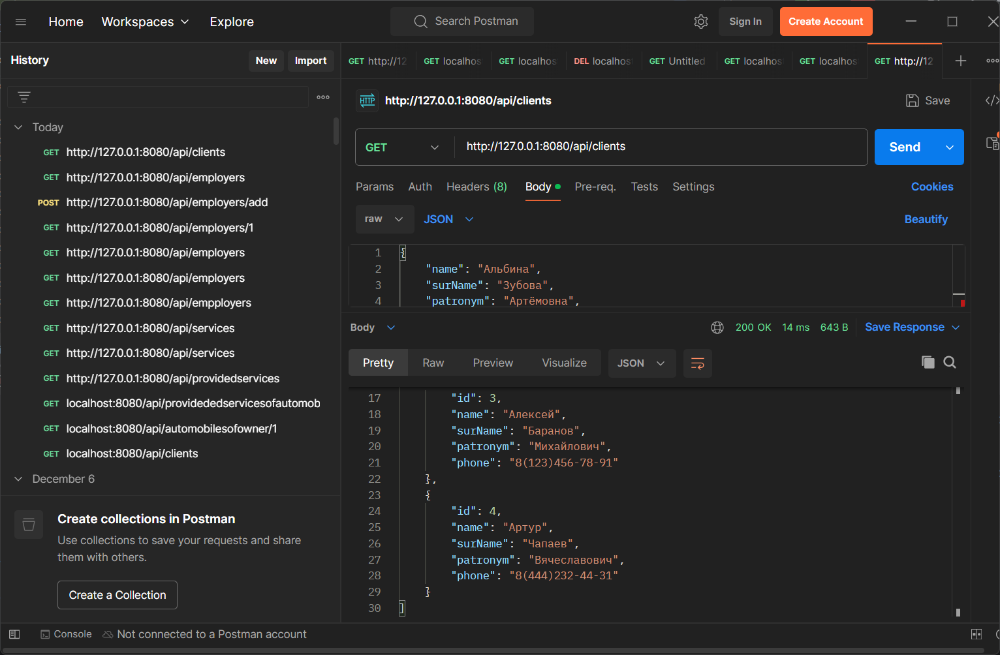 Home Workspaces Explore Search Postman Sign In Create Account
History New Import
Today
GET http://127.0.0.1:8080/api/clients
GET http://127.0.0.1:8080/api/employers
POST http://127.0.0.1:8080/api/employers/add
GET http://127.0.0.1:8080/api/employers/1
GET http://127.0.0.1:8080/api/employers
GET http://127.0.0.1:8080/api/employers
GET http://127.0.0.1:8080/api/empployers
GET http://127.0.0.1:8080/api/services
GET http://127.0.0.1:8080/api/services
GET http://127.0.0.1:8080/api/providedservices
GET localhost:8080/api/providededservicesofautomob
GET localhost:8080/api/automobilesofowner/1
GET localhost:8080/api/clients
December 6
Create collections in Postman
Use collections to save your requests and share
them with others.
Create a Collection
GET http://12 GET localhos GET localhos DEL localhos GET Untitled GET localhos GET localhos GET http://12
HTTP http://127.0.0.1:8080/api/clients Save
GET http://127.0.0.1:8080/api/clients Send
Params Auth Headers (8) Body Pre-req. Tests Settings Cookies
raw JSON Beautify
1 {
2 "name": "Альбина",
3 "surName": "Зубова",
4 "patronym": "Артёмовна",
Body 200 OK 14 ms 643 B Save Response
Pretty Raw Preview Visualize JSON
17 "id": 3,
18 "name": "Алексей",
19 "surName": "Баранов",
20 "patronym": "Михайлович",
21 "phone": "8(123)456-78-91"
22 },
23 {
24 "id": 4,
25 "name": "Артур",
26 "surName": "Чапаев",
27 "patronym": "Вячеславович",
28 "phone": "8(444)232-44-31"
29 }
30 ]
Console Not connected to a Postman account